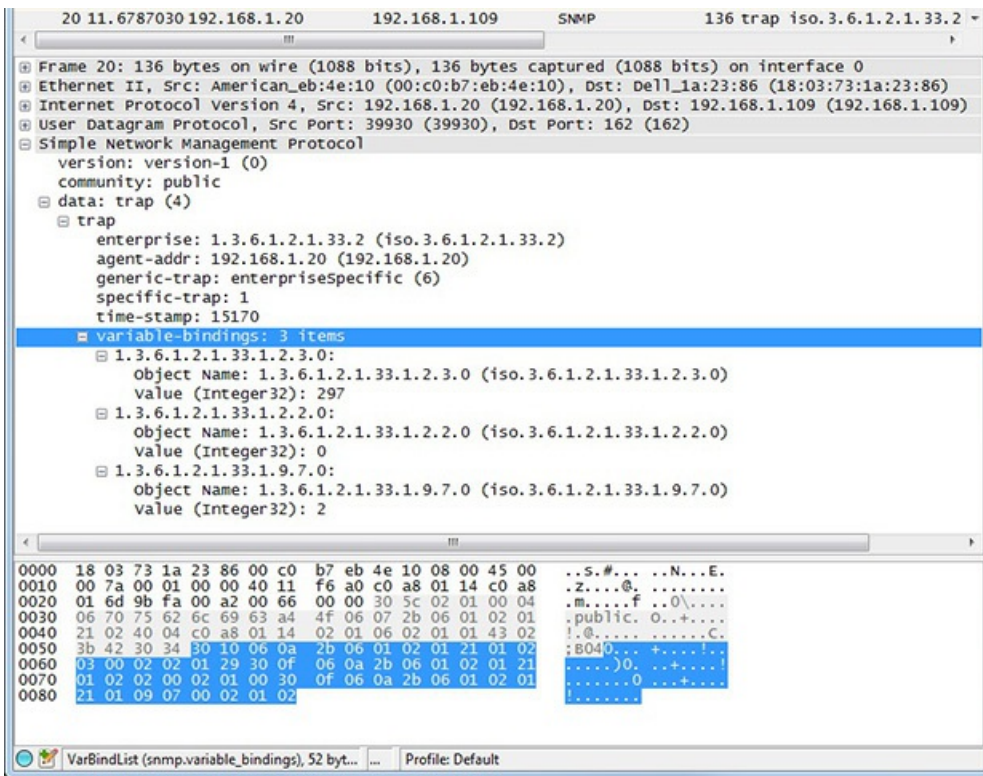 20 11.6787030 192.168.1.20 192.168.1.109 SNMP 136 trap iso.3.6.1.2.1.33.2
Frame 20: 136 bytes on wire (1088 bits), 136 bytes captured (1088 bits) on interface 0
Ethernet II, Src: American_eb:4e:10 (00:c0:b7:eb:4e:10), Dst: Dell_1a:23:86 (18:03:73:1a:23:86)
Internet Protocol Version 4, Src: 192.168.1.20 (192.168.1.20), Dst: 192.168.1.109 (192.168.1.109)
User Datagram Protocol, Src Port: 39930 (39930), Dst Port: 162 (162)
Simple Network Management Protocol
version: version-1 (0)
community: public
data: trap (4)
trap
enterprise: 1.3.6.1.2.1.33.2 (iso.3.6.1.2.1.33.2)
agent-addr: 192.168.1.20 (192.168.1.20)
generic-trap: enterpriseSpecific (6)
specific-trap: 1
time-stamp: 15170
variable-bindings: 3 items
1.3.6.1.2.1.33.1.2.3.0:
Object Name: 1.3.6.1.2.1.33.1.2.3.0 (iso.3.6.1.2.1.33.1.2.3.0)
Value (Integer32): 297
1.3.6.1.2.1.33.1.2.2.0:
Object Name: 1.3.6.1.2.1.33.1.2.2.0 (iso.3.6.1.2.1.33.1.2.2.0)
Value (Integer32): 0
1.3.6.1.2.1.33.1.9.7.0:
Object Name: 1.3.6.1.2.1.33.1.9.7.0 (iso.3.6.1.2.1.33.1.9.7.0)
Value (Integer32): 2
0000 18 03 73 1a 23 86 00 c0 b7 eb 4e 10 08 00 45 00 ..s.#... ..N...E.
0010 00 7a 00 01 00 00 40 11 f6 a0 c0 a8 01 14 c0 a8 .z....@. ........
0020 01 6d 9b fa 00 a2 00 66 00 00 30 5c 02 01 00 04 .m.....f ..0\....
0030 06 70 75 62 6c 69 63 a4 4f 06 07 2b 06 01 02 01 .public. O..+....
0040 21 02 40 04 c0 a8 01 14 02 01 06 02 01 01 43 02 !.@..... ......C.
0050 3b 42 30 34 30 10 06 0a 2b 06 01 02 01 21 01 02 ;B040... +....!..
0060 03 00 02 02 01 29 30 0f 06 0a 2b 06 01 02 01 21 .....)0. ..+....!
0070 01 02 02 00 02 01 00 30 0f 06 0a 2b 06 01 02 01 .......0 ...+....
0080 21 01 09 07 00 02 01 02 !.......
VarBindList (snmp.variable_bindings), 52 byt... ... Profile: Default